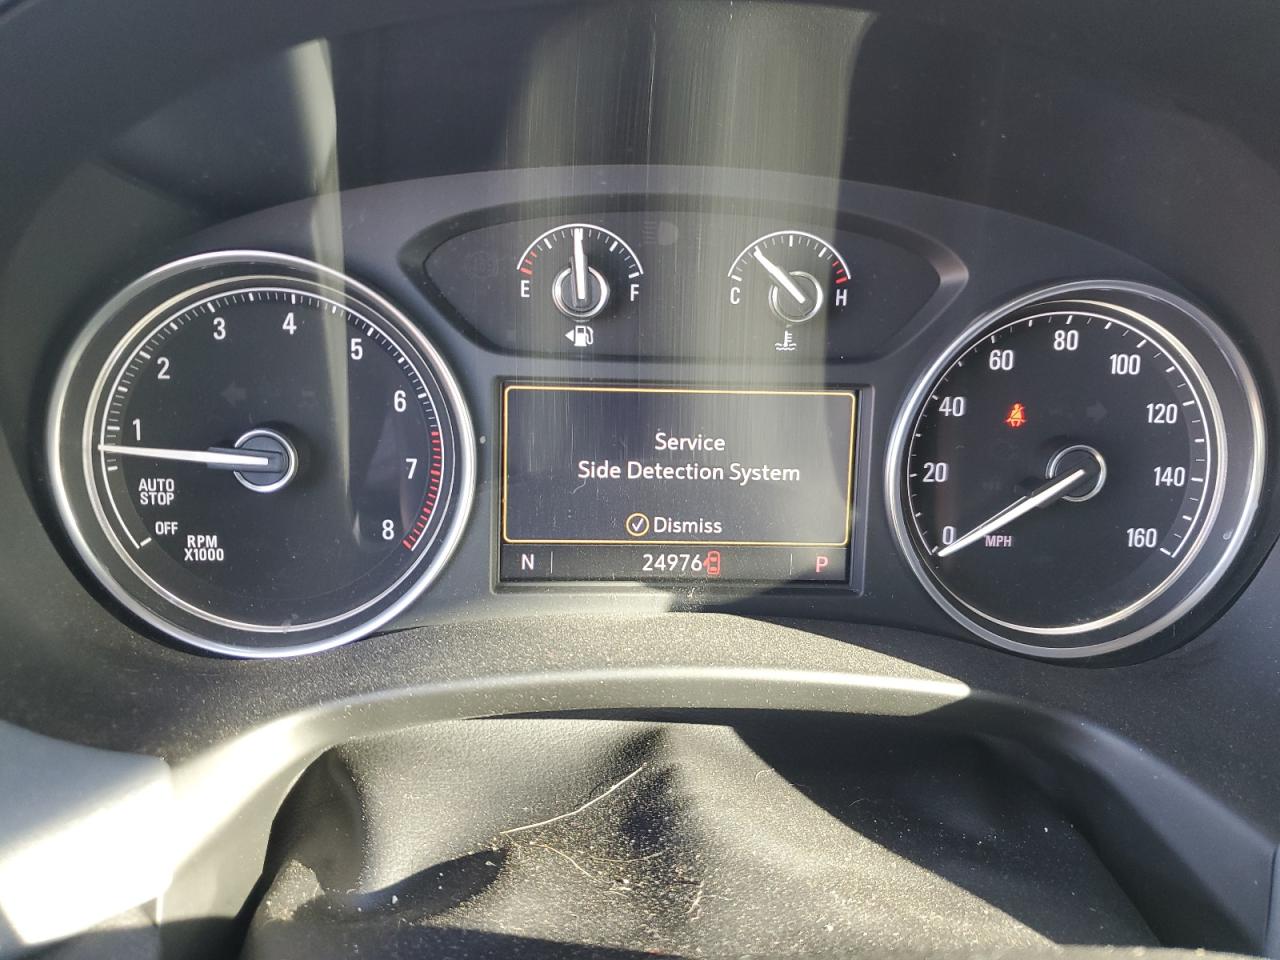 E F
C H
1 2 3 4 5 6 7 8
AUTO
STOP
OFF
RPM
X1000
Service
Side Detection System
Dismiss
N 24976 P
0 20 40 60 80 100 120 140 160
MPH